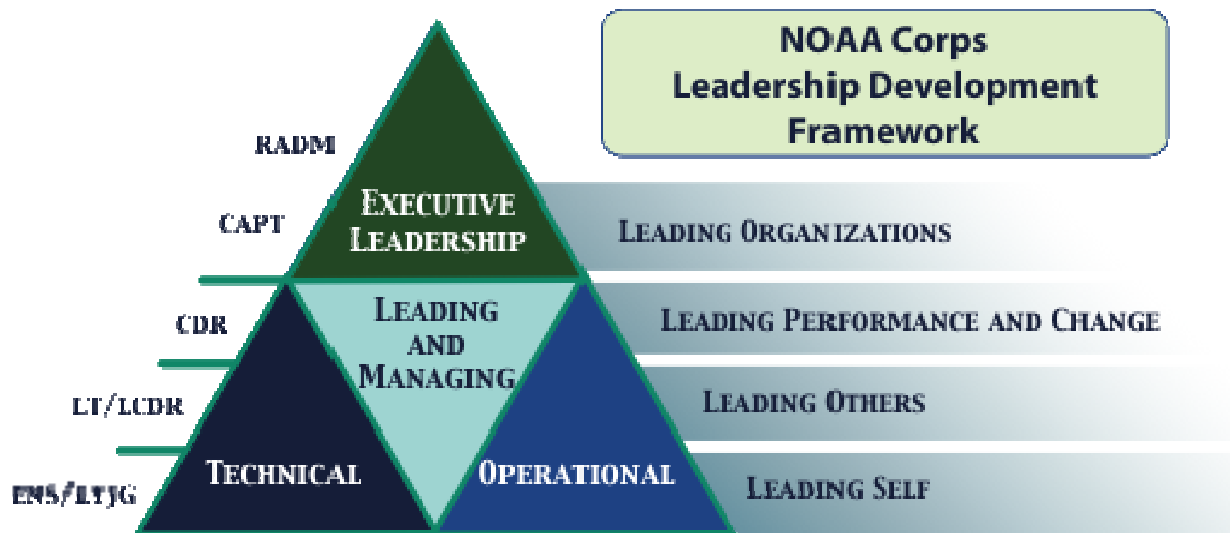 NOAA Corps
Leadership Development
Framework
RADM
CAPT
EXECUTIVE
LEADERSHIP
LEADING ORGANIZATIONS
CDR
LEADING
AND
MANAGING
LEADING PERFORMANCE AND CHANGE
LT/LCDR
LEADING OTHERS
ENS/LTJG
TECHNICAL
OPERATIONAL
LEADING SELF